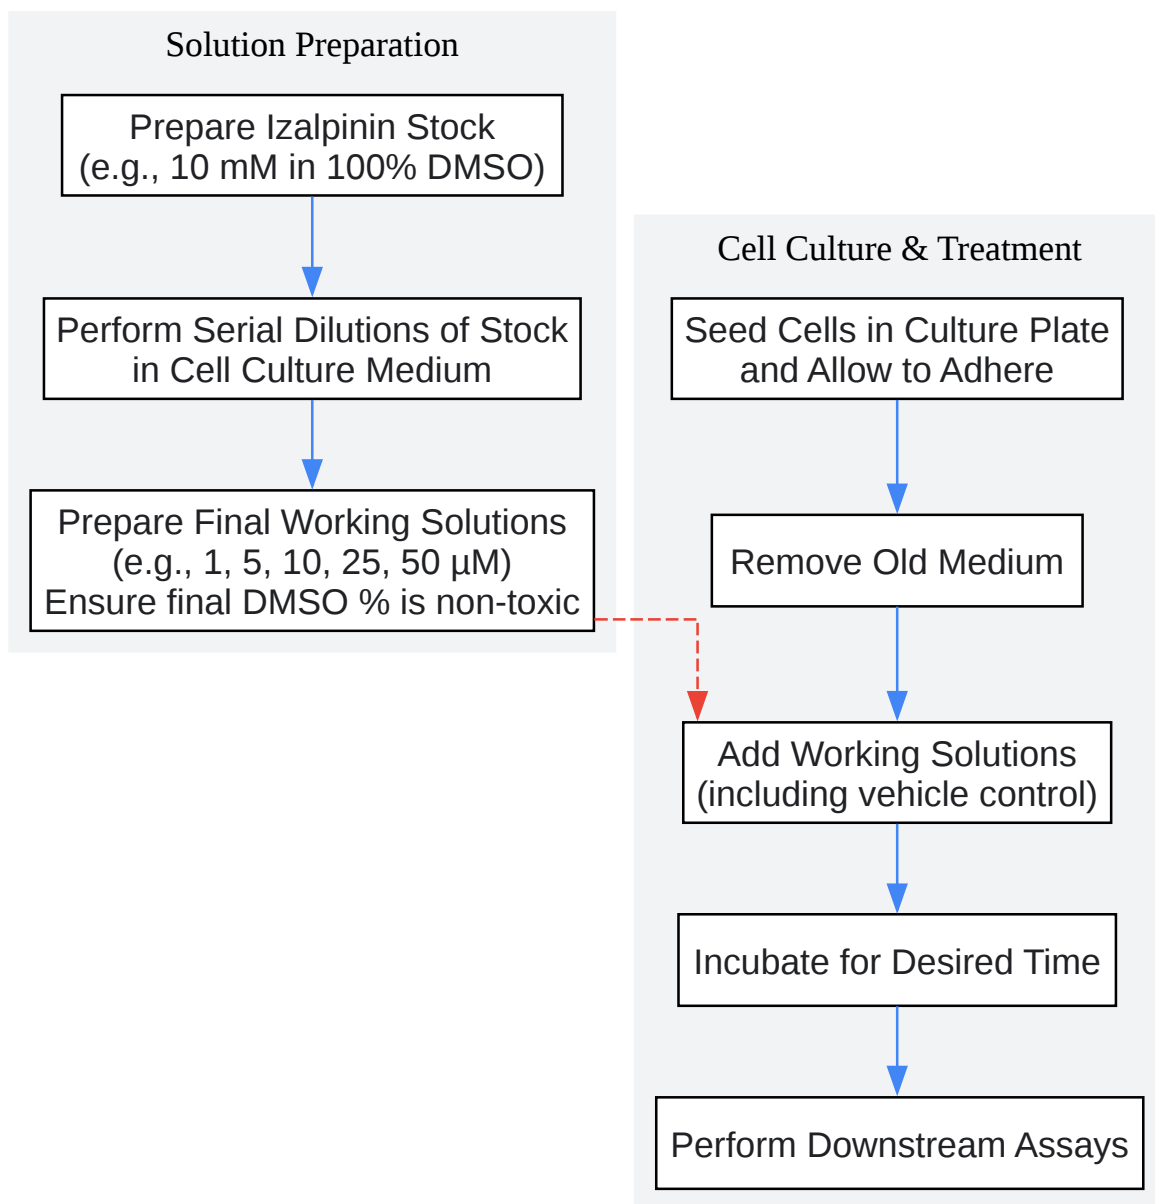 Solution Preparation
Prepare Izalpinin Stock
(e.g., 10 mM in 100% DMSO)
Perform Serial Dilutions of Stock
in Cell Culture Medium
Prepare Final Working Solutions
(e.g., 1, 5, 10, 25, 50 µM)
Ensure final DMSO % is non-toxic
Cell Culture & Treatment
Seed Cells in Culture Plate
and Allow to Adhere
Remove Old Medium
Add Working Solutions
(including vehicle control)
Incubate for Desired Time
Perform Downstream Assays